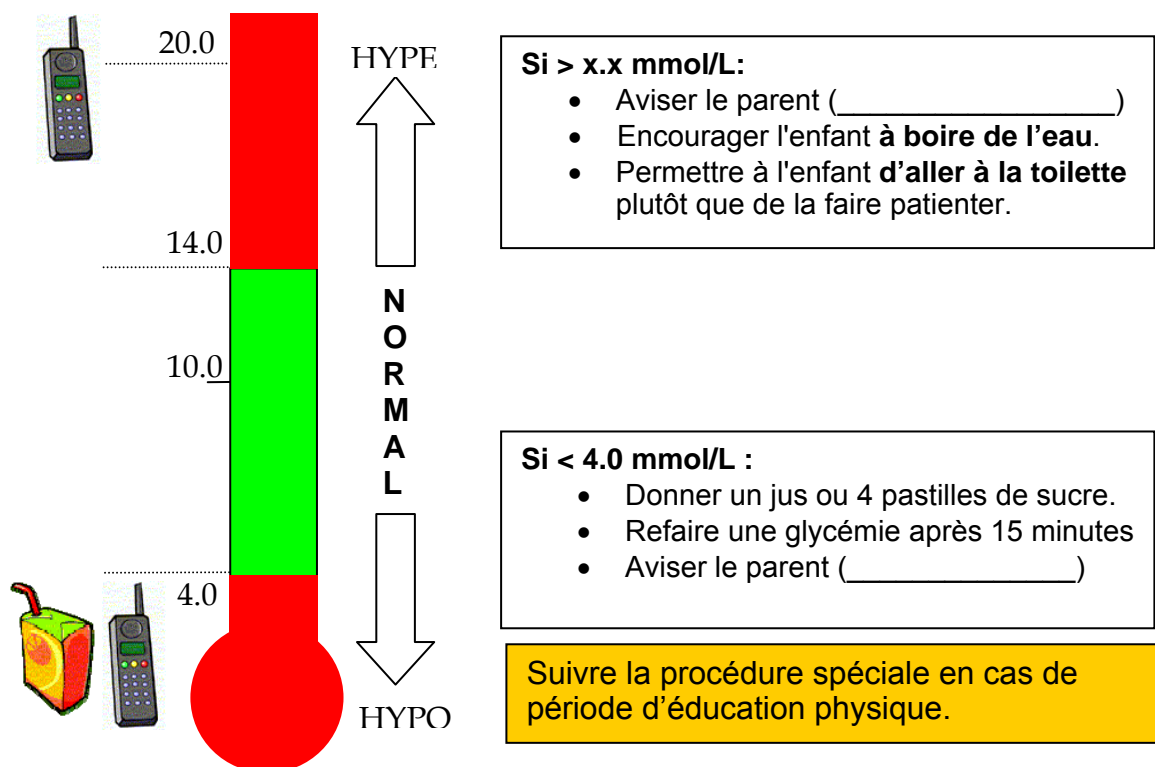 20.0
14.0
10.0
4.0
HYPE
N
O
R
M
A
L
HYPO
Si > x.x mmol/L:
• Aviser le parent (__________________)
• Encourager l'enfant à boire de l’eau.
• Permettre à l'enfant d’aller à la toilette
plutôt que de la faire patienter.
Si < 4.0 mmol/L :
• Donner un jus ou 4 pastilles de sucre.
• Refaire une glycémie après 15 minutes
• Aviser le parent (_______________)
Suivre la procédure spéciale en cas de
période d’éducation physique.